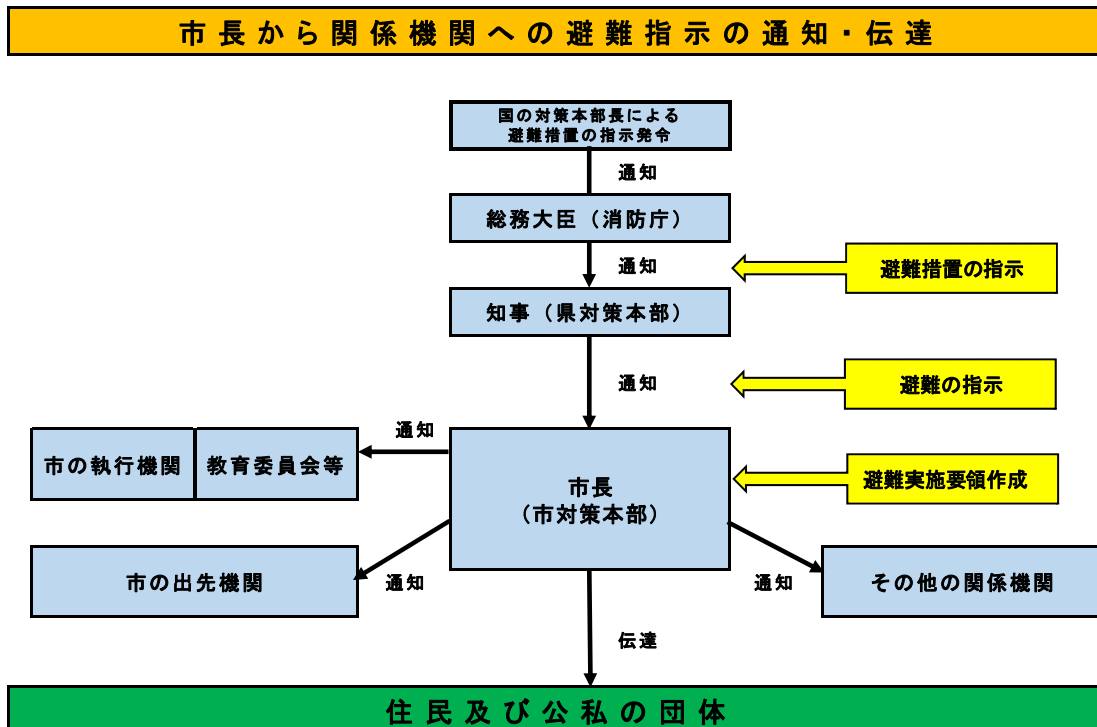 市長から関係機関への避難指示の通知・伝達
国の対策本部長による
避難措置の指示発令
通知
総務大臣（消防庁）
通知
避難措置の指示
知事（県対策本部）
通知
避難の指示
通知
市の執行機関
教育委員会等
市長
（市対策本部）
避難実施要領作成
市の出先機関
通知
通知
その他の関係機関
伝達
住民及び公私の団体